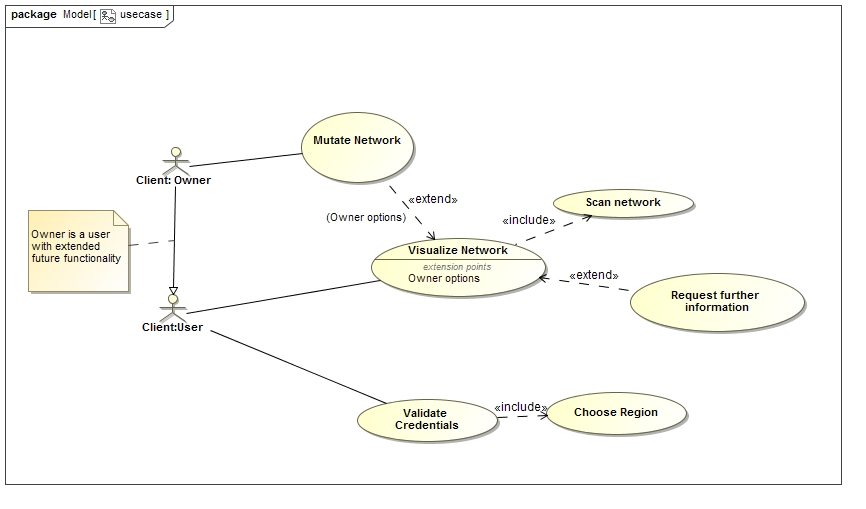 package Model[ usecase ]
Mutate Network
Client: Owner
«extend»
Scan network
(Owner options)
«include»
Owner is a user
with extended
future functionality
Visualize Network
extension points
Owner options
«extend»
Request further
information
Client:User
«include»
Choose Region
Validate
Credentials